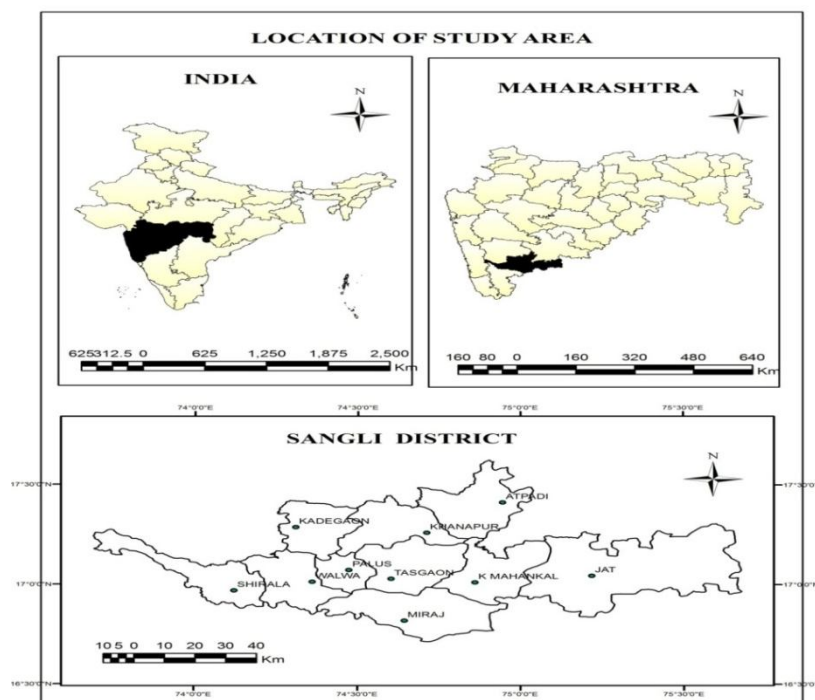 LOCATION OF STUDY AREA
INDIA
N
625312.5 0 625 1,250 1,875 2,500
Km
MAHARASHTRA
N
160 80 0 160 320 480 640
Km
74°0'0"E 74°30'0"E 75°0'0"E 75°30'0"E
SANGLI DISTRICT
N
17°30'0"N 17°30'0"N
ATPADI
KADEGAON
KHANAPUR
PALUS
TASGAON
SHIRALA
WALWA
K MAHANKAL
JAT
17°0'0"N 17°0'0"N
MIRAJ
10 5 0 10 20 30 40
Km
16°30'0"N 16°30'0"N
74°0'0"E 74°30'0"E 75°0'0"E 75°30'0"E